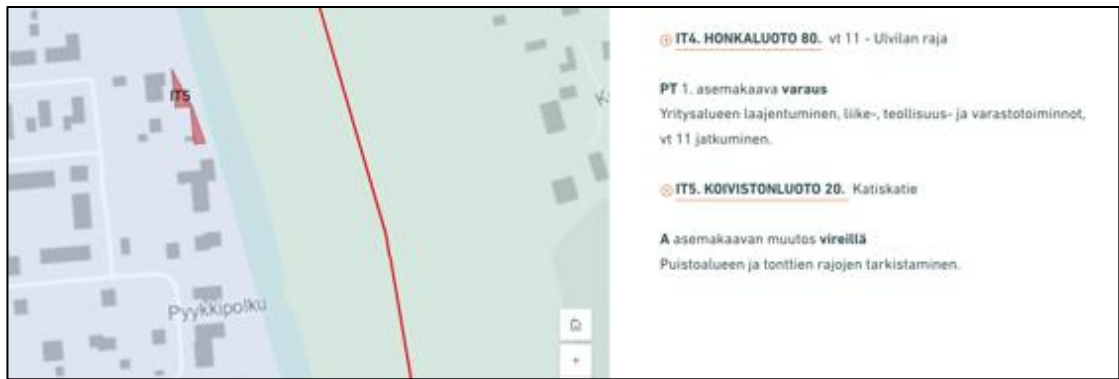 IT5
Pyykkipolku
IT4. HONKALUOTO 80. vt 11 - Ulvilan raja
PT 1. asemakaava varaus
Yritysalueen laajentuminen, liike-, teollisuus- ja varastotoiminnot,
vt 11 jatkuminen.
IT5. KOIVISTONLUOTO 20. Katiskatie
A asemakaavan muutos vireillä
Puistoalueen ja tonttien rajojen tarkistaminen.